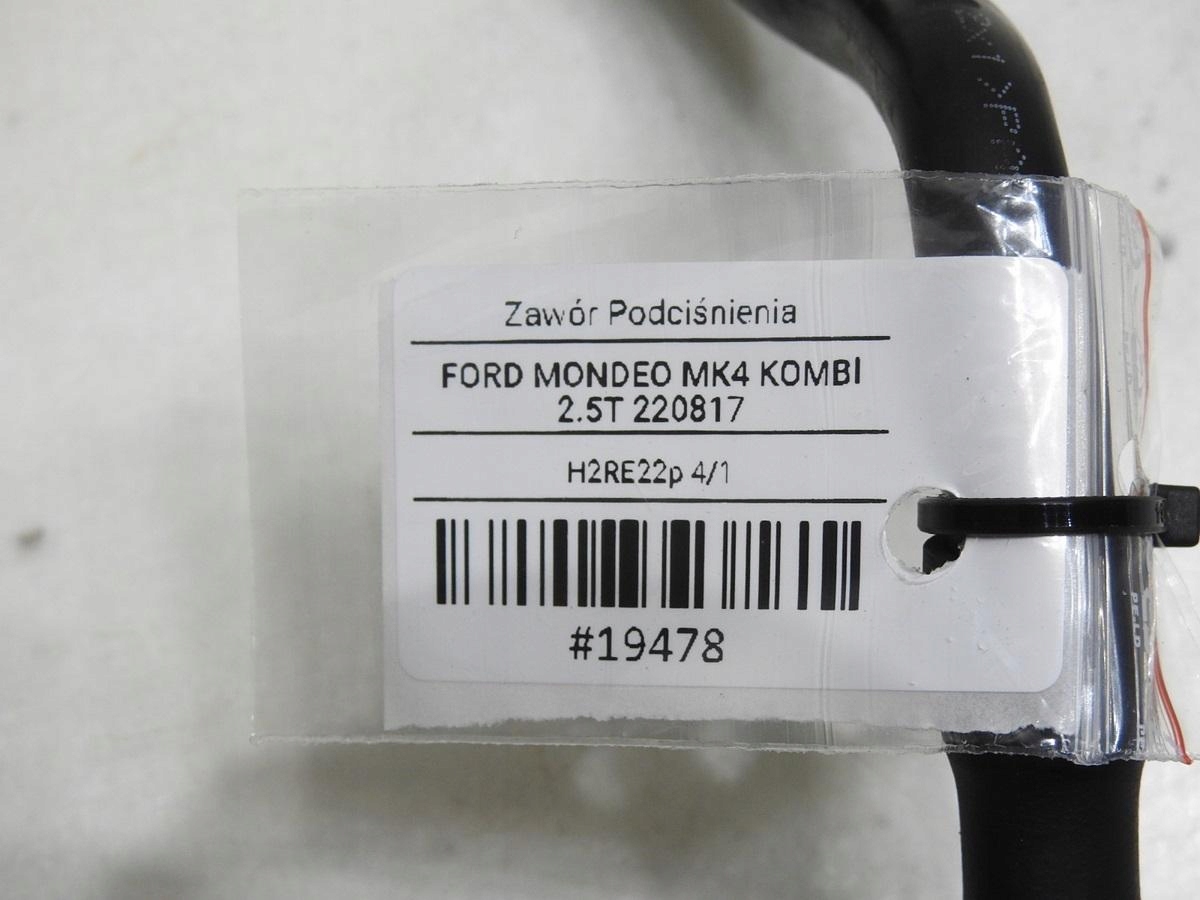 Zawór Podciśnienia
FORD MONDEO MK4 KOMBI
2.5T 220817
H2RE22p 4/1
#19478